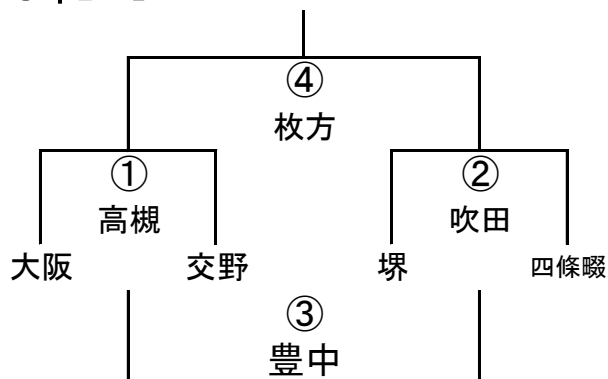 ④
枚方
①
②
高槻
吹田
大阪
交野
堺
四條畷
③
豊中